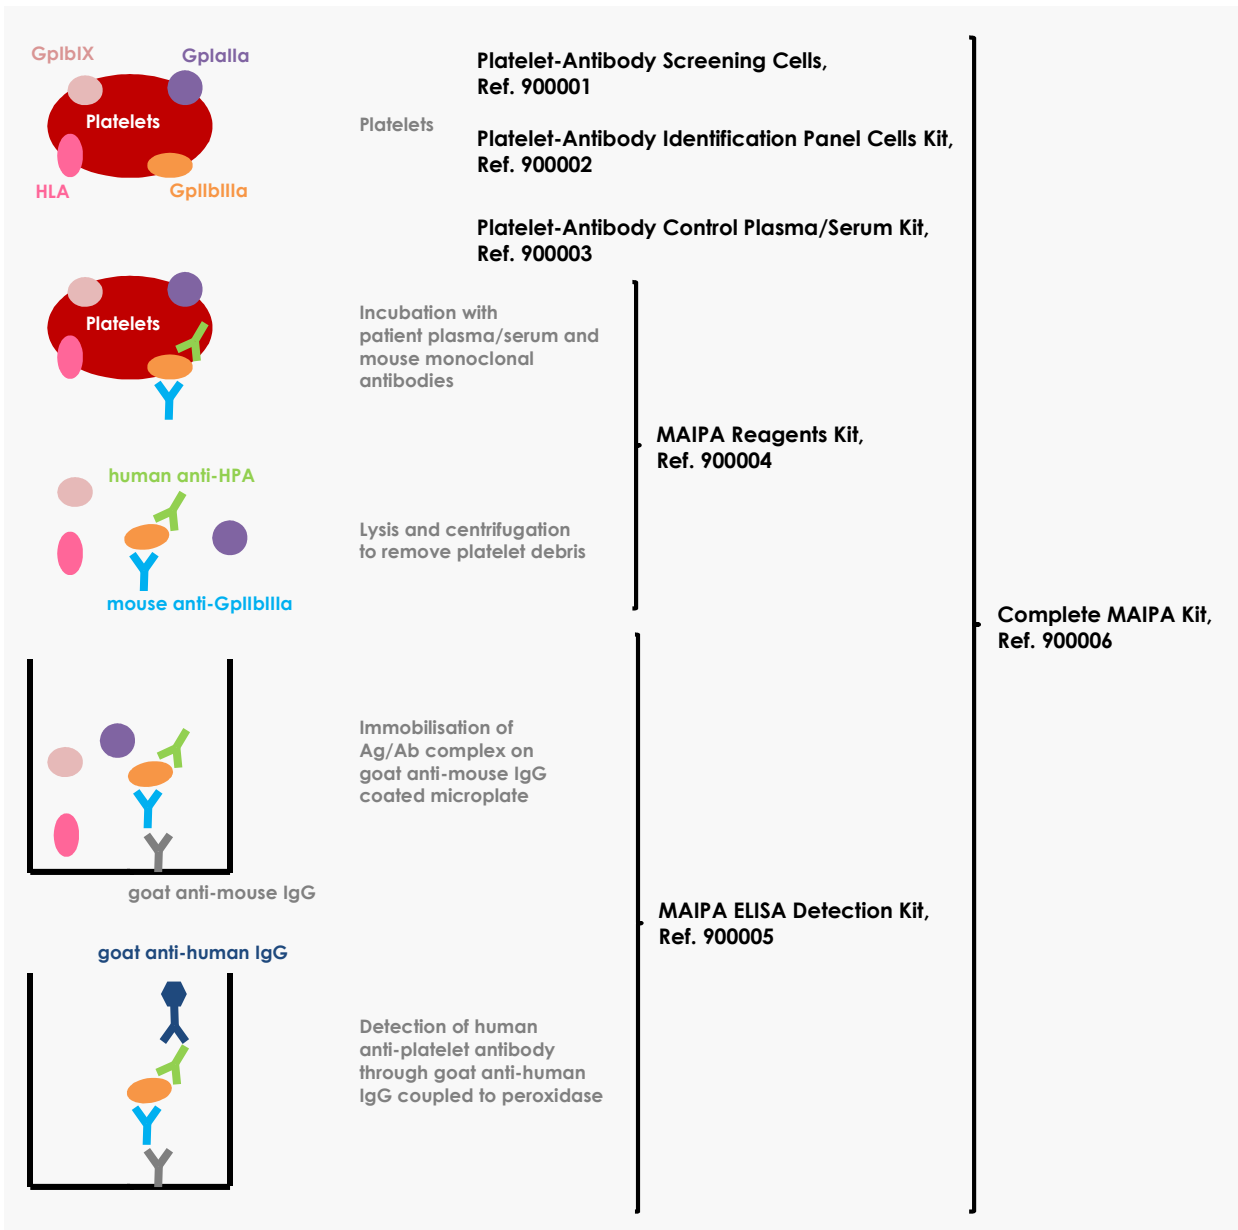 GpIbIX
GpIaIIa
Platelets
HLA
GpIIbIIIa
Platelets
Platelet-Antibody Screening Cells,
Ref. 900001
Platelet-Antibody Identification Panel Cells Kit,
Ref. 900002
Platelet-Antibody Control Plasma/Serum Kit,
Ref. 900003
Platelets
Incubation with
patient plasma/serum and
mouse monoclonal
antibodies
MAIPA Reagents Kit,
Ref. 900004
human anti-HPA
mouse anti-GpIIbIIIa
Lysis and centrifugation
to remove platelet debris
Complete MAIPA Kit,
Ref. 900006
Immobilisation of
Ag/Ab complex on
goat anti-mouse IgG
coated microplate
goat anti-mouse IgG
MAIPA ELISA Detection Kit,
Ref. 900005
goat anti-human IgG
Detection of human
anti-platelet antibody
through goat anti-human
IgG coupled to peroxidase